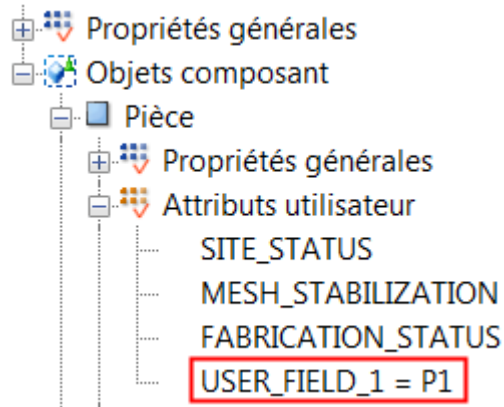 Propriétés générales
Objets composant
Pièce
Propriétés générales
Attributs utilisateur
SITE_STATUS
MESH_STABILIZATION
FABRICATION_STATUS
USER_FIELD_1 = P1